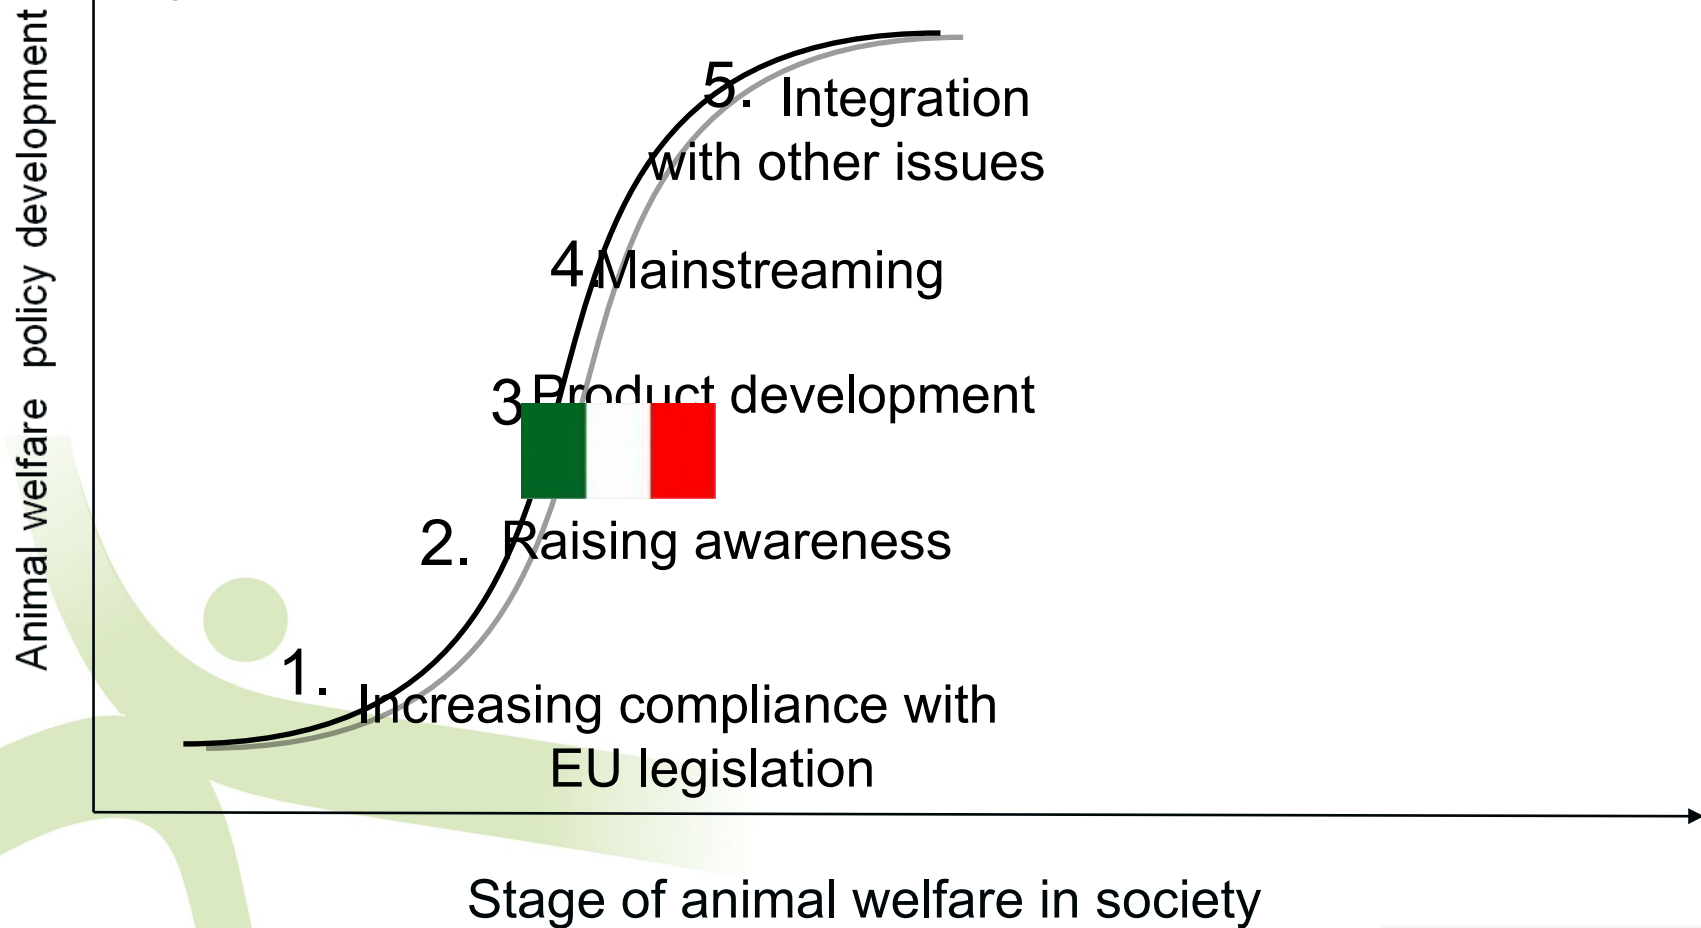 Animal welfare policy development
5. Integration
with other issues
4. Mainstreaming
3 Product development
2. Raising awareness
1. Increasing compliance with
EU legislation
Stage of animal welfare in society